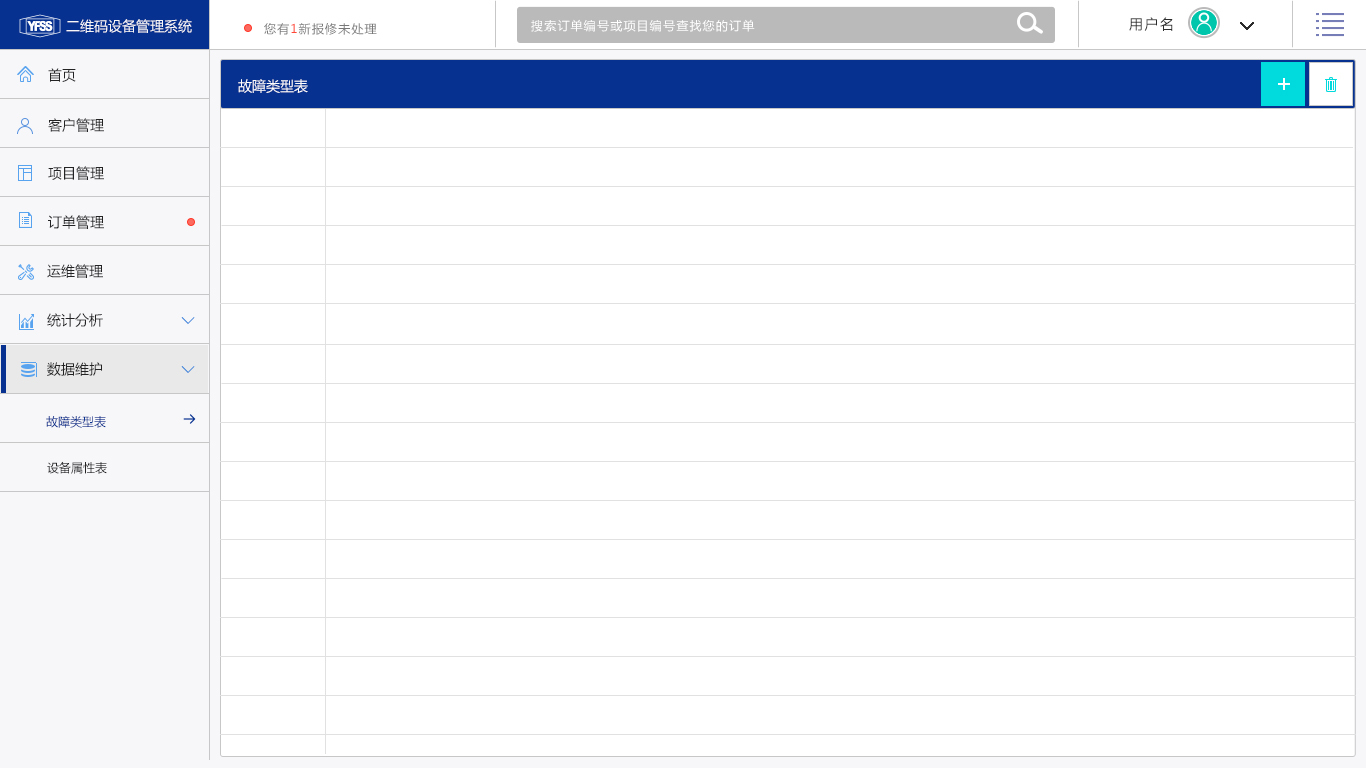 YFSS 二维码设备管理系统
您有1新报修未处理
搜索订单编号或项目编号查找您的订单
用户名
首页
客户管理
项目管理
订单管理
运维管理
统计分析
数据维护
故障类型表
设备属性表
故障类型表